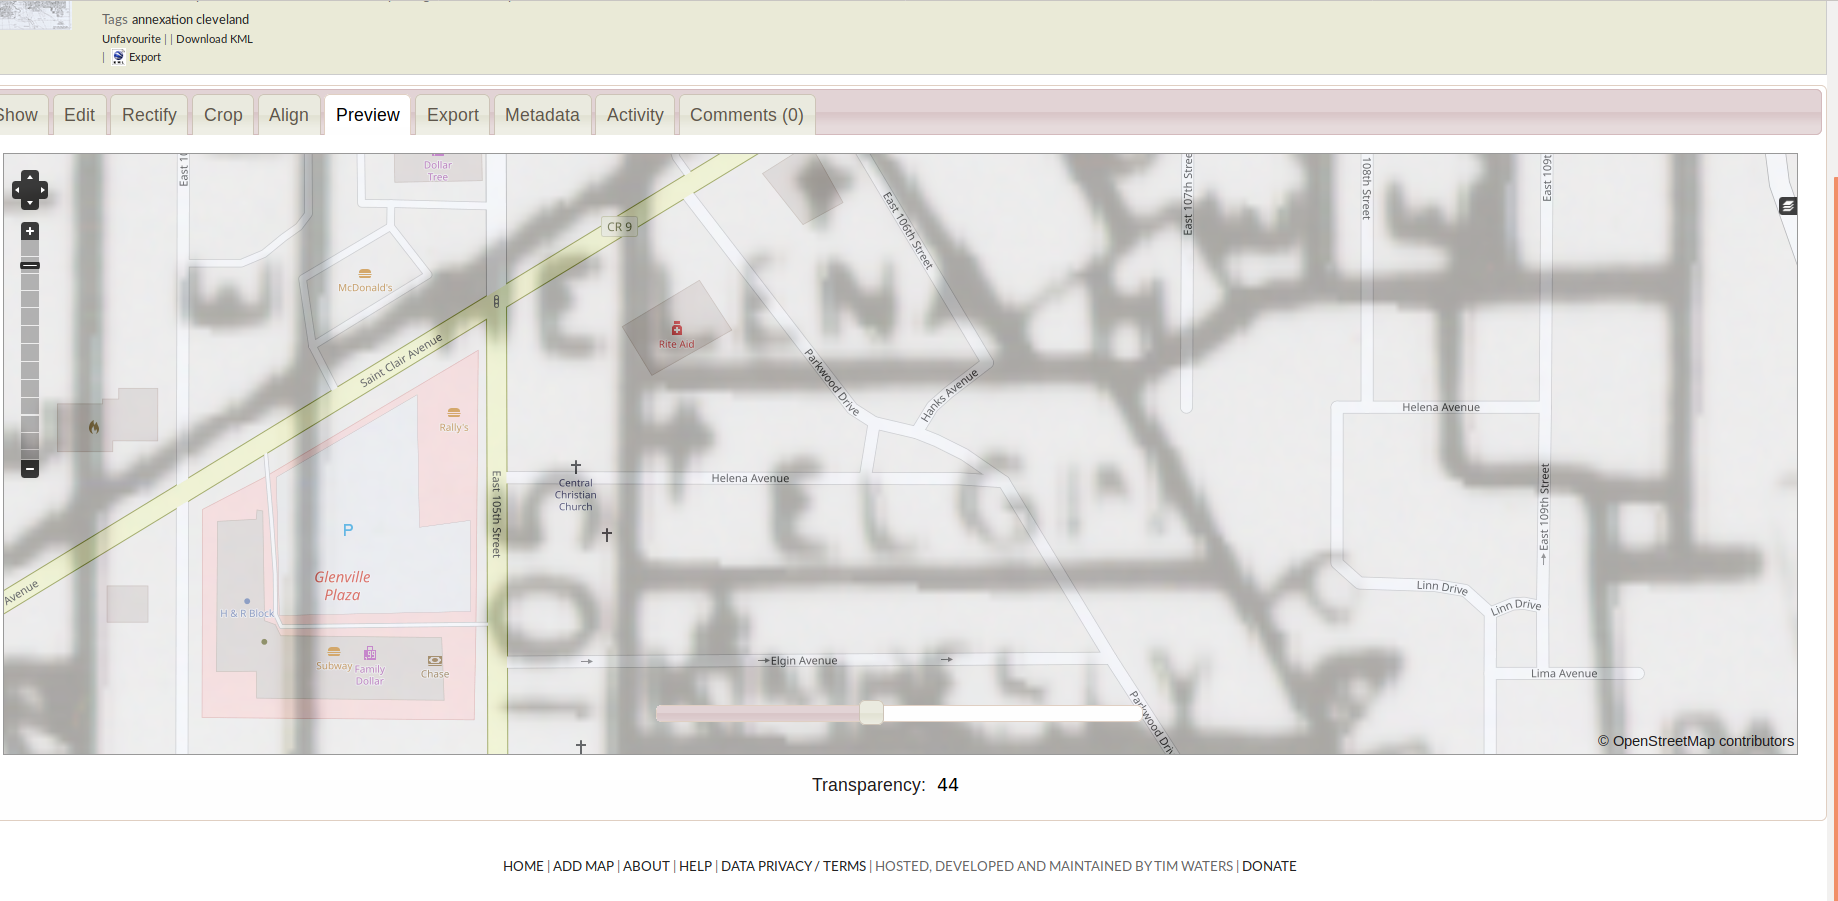 Tags annexation cleveland
Unfavourite | | Download KML
| Export
Show
Edit
Rectify
Crop
Align
Preview
Export
Metadata
Activity
Comments (0)
Dollar
Tree
East 106th Street
East 107th Street
108th Street
East 109t
CR 9
McDonald's
HELENA
Rite Aid
Saint Clair Avenue
Parkwood Drive
Hanks Avenue
Rally's
Helena Avenue
Helena Avenue
Central
Christian
Church
East 105th Street
East 109th Street
P
ELGIN
Glenville
Plaza
Avenue
H & R Block
Linn Drive
Linn Drive
Elgin Avenue
Subway
Family
Dollar
Chase
Lima Avenue
Parkwood Driv
© OpenStreetMap contributors
Transparency: 44
HOME | ADD MAP | ABOUT | HELP | DATA PRIVACY / TERMS | HOSTED, DEVELOPED AND MAINTAINED BY TIM WATERS | DONATE